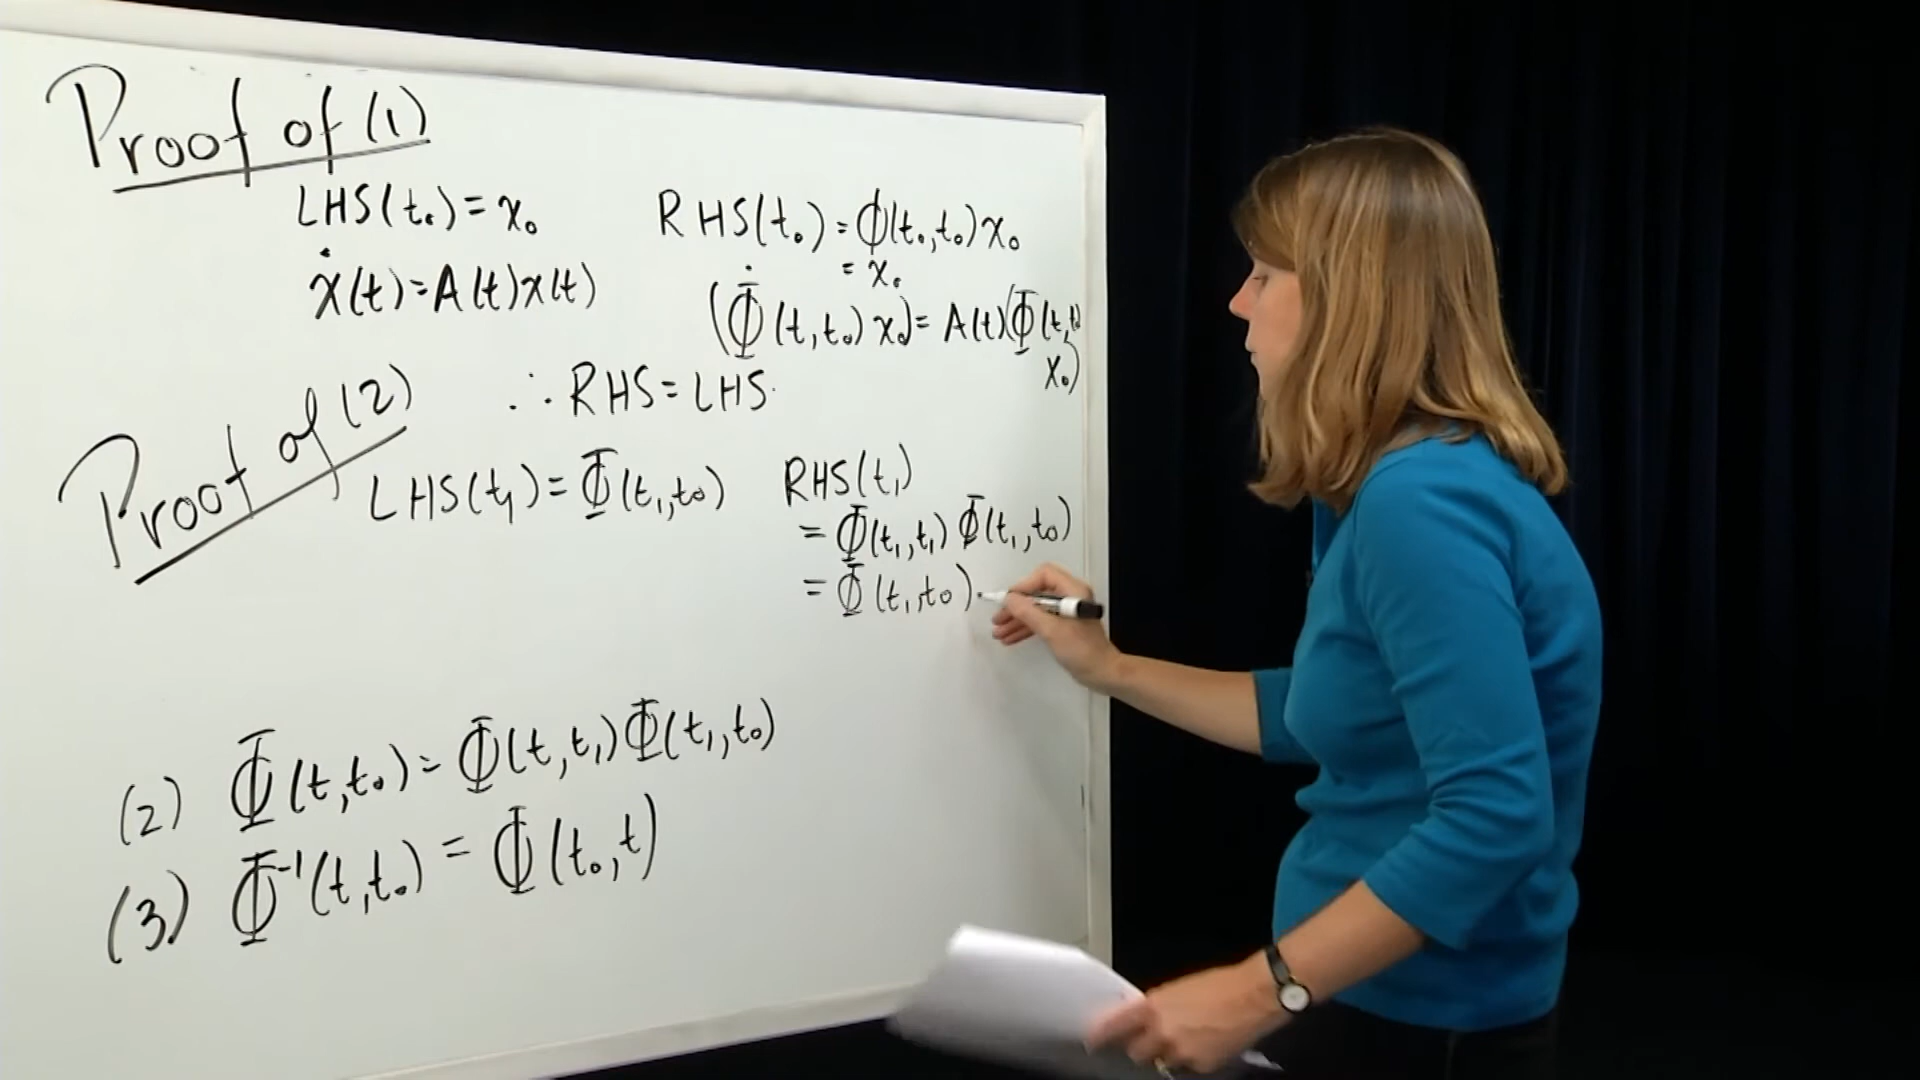 Proof of (1)
LHS(t₀) = x₀
ẋ(t) = A(t)x(t)
RHS(t₀) = Φ(t₀,t₀)x₀
= x₀
(Φ̇(t,t₀)x₀) = A(t)(Φ(t,t₀)
x₀)
∴ RHS = LHS.
Proof of (2)
LHS(t₁) = Φ(t₁,t₀)
RHS(t₁)
= Φ(t₁,t₁) Φ(t₁,t₀)
= Φ(t₁,t₀).
(2) Φ(t,t₀) = Φ(t,t₁)Φ(t₁,t₀)
(3) Φ⁻¹(t,t₀) = Φ(t₀,t)